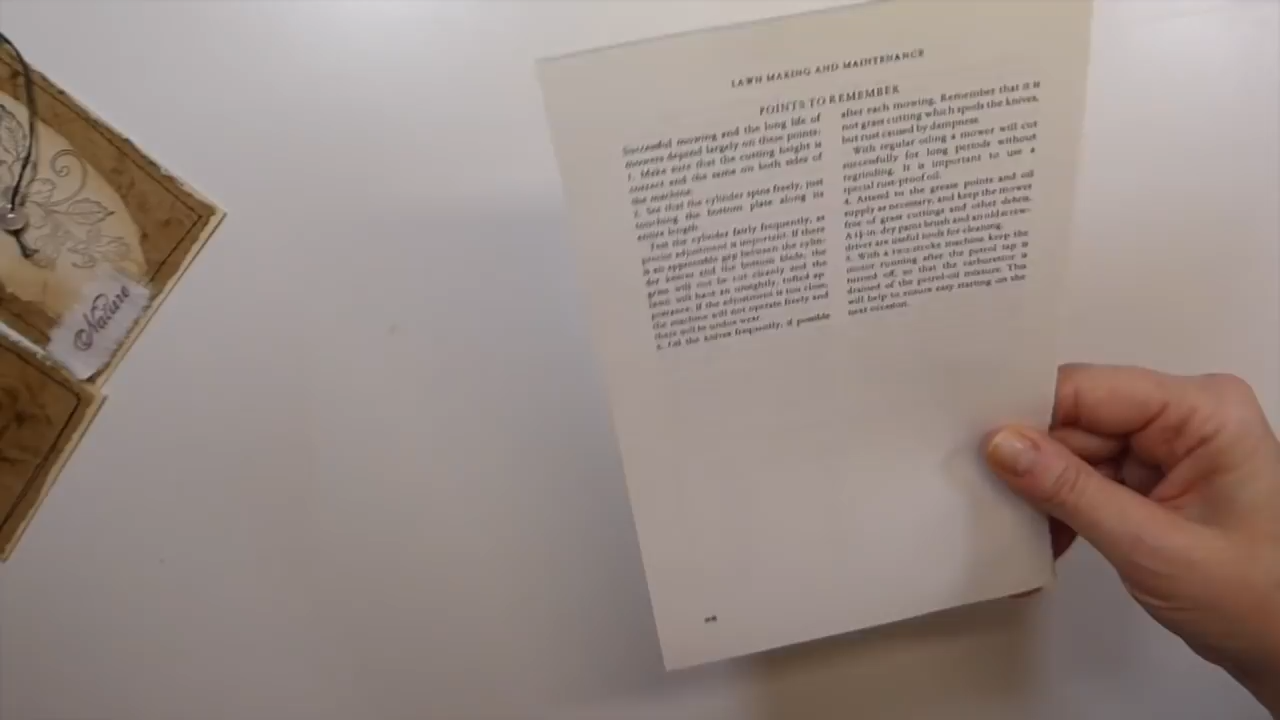 Nature
LAWN MAKING AND MAINTENANCE
POINTS TO REMEMBER
Successful mowing and the long life of
mowers depend largely on these points:
1. Make sure that the cutting height is
correct and the same on both sides of
the machine.
2. See that the cylinder spins freely, just
touching the bottom plate along its
entire length.
Test the cylinder fairly frequently, as
precise adjustment is important. If there
is an appreciable gap between the cylin-
der knives and the bottom blade, the
grass will not be cut cleanly and the
lawn will have an unsightly, tufted ap-
pearance. If the adjustment is too close,
the machine will not operate freely and
there will be undue wear.
3. Oil the knives frequently, if possible
after each mowing. Remember that it is
not grass cutting which spoils the knives,
but rust caused by dampness.
With regular oiling a mower will cut
successfully for long periods without
regrinding. It is important to use a
special rust-proof oil.
4. Attend to the grease points and oil
supply as necessary, and keep the mower
free of grass cuttings and other debris.
A 1½-in. dry paint brush and an old screw-
driver are useful tools for cleaning.
5. With a two-stroke machine keep the
motor running after the petrol tap is
turned off, so that the carburettor is
drained of the petrol-oil mixture. This
will help to ensure easy starting on the
next occasion.